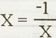 X = -1/X